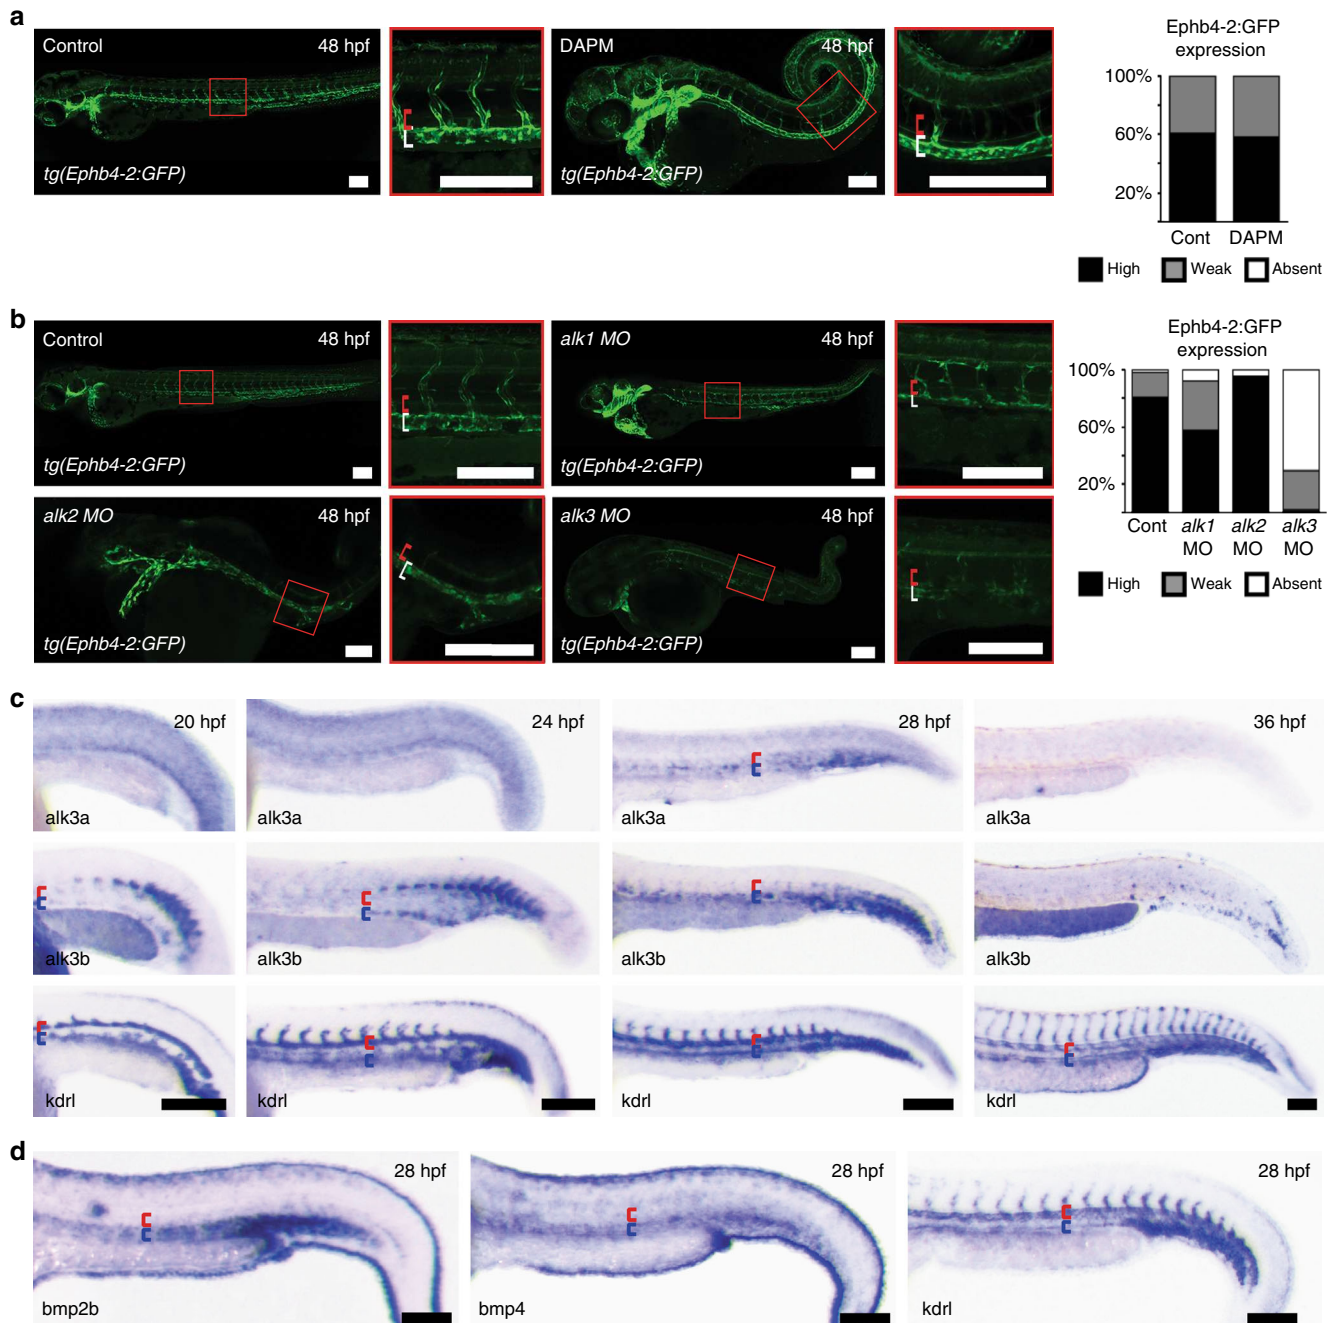 a
Control
48 hpf
tg(Ephb4-2:GFP)
DAPM
48 hpf
tg(Ephb4-2:GFP)
Ephb4-2:GFP
expression
100%
60%
20%
Cont
DAPM
High
Weak
Absent
b
Control
48 hpf
tg(Ephb4-2:GFP)
alk1 MO
48 hpf
tg(Ephb4-2:GFP)
alk2 MO
48 hpf
tg(Ephb4-2:GFP)
alk3 MO
48 hpf
tg(Ephb4-2:GFP)
Ephb4-2:GFP
expression
100%
60%
20%
Cont
alk1
MO
alk2
MO
alk3
MO
High
Weak
Absent
c
20 hpf
alk3a
24 hpf
alk3a
28 hpf
alk3a
36 hpf
alk3a
alk3b
alk3b
alk3b
alk3b
kdrl
kdrl
kdrl
kdrl
d
28 hpf
bmp2b
28 hpf
bmp4
28 hpf
kdrl